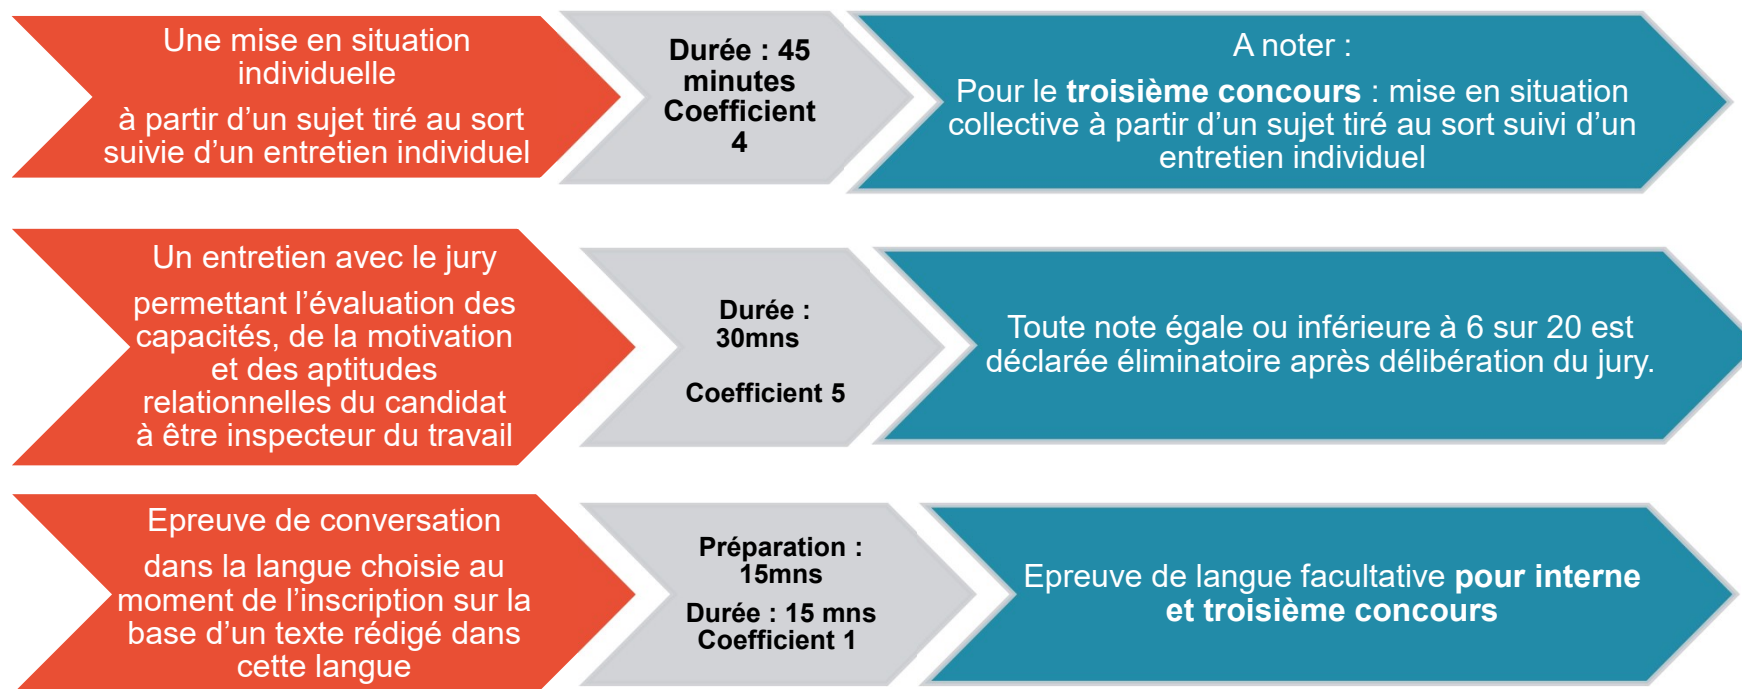 Une mise en situation
individuelle
à partir d’un sujet tiré au sort
suivie d’un entretien individuel
Durée : 45
minutes
Coefficient
4
A noter :
Pour le troisième concours : mise en situation
collective à partir d’un sujet tiré au sort suivi d’un
entretien individuel
Un entretien avec le jury
permettant l’évaluation des
capacités, de la motivation
et des aptitudes
relationnelles du candidat
à être inspecteur du travail
Durée :
30mns
Coefficient 5
Toute note égale ou inférieure à 6 sur 20 est
déclarée éliminatoire après délibération du jury.
Epreuve de conversation
dans la langue choisie au
moment de l’inscription sur la
base d’un texte rédigé dans
cette langue
Préparation :
15mns
Durée : 15 mns
Coefficient 1
Epreuve de langue facultative pour interne
et troisième concours